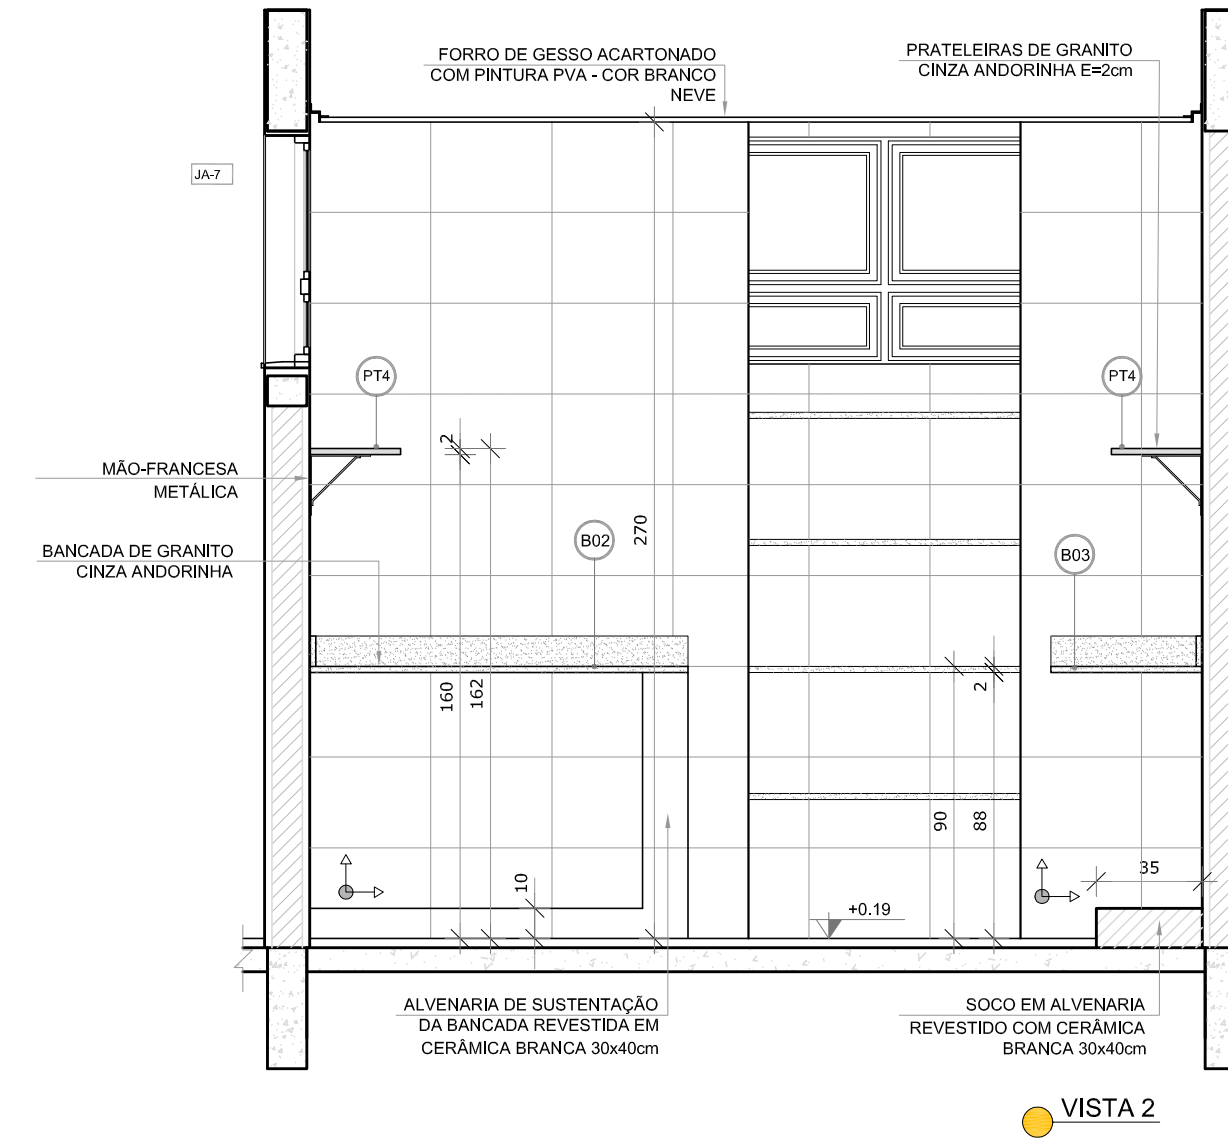 FORRO DE GESSO ACARTONADO
COM PINTURA PVA - COR BRANCO
NEVE
PRATELEIRAS DE GRANITO
CINZA ANDORINHA E=2cm
JA-7
PT4
PT4
2
MÃO-FRANCESA
METÁLICA
270
B02
B03
BANCADA DE GRANITO
CINZA ANDORINHA
160
162
2
90
88
10
35
+0.19
ALVENARIA DE SUSTENTAÇÃO
DA BANCADA REVESTIDA EM
CERÂMICA BRANCA 30x40cm
SOCO EM ALVENARIA
REVESTIDO COM CERÂMICA
BRANCA 30x40cm
VISTA 2